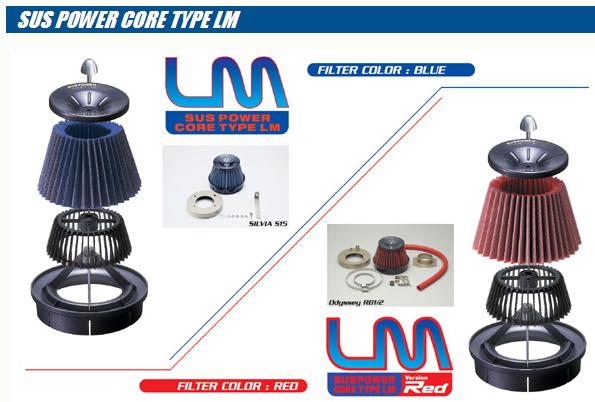 SUS POWER CORE TYPE LM
LM
SUS POWER
CORE TYPE LM
FILTER COLOR : BLUE
SILVIA S15
Odyssey RB1/2
LM
SUSPOWER
CORE TYPE LM
Version
Red
FILTER COLOR : RED